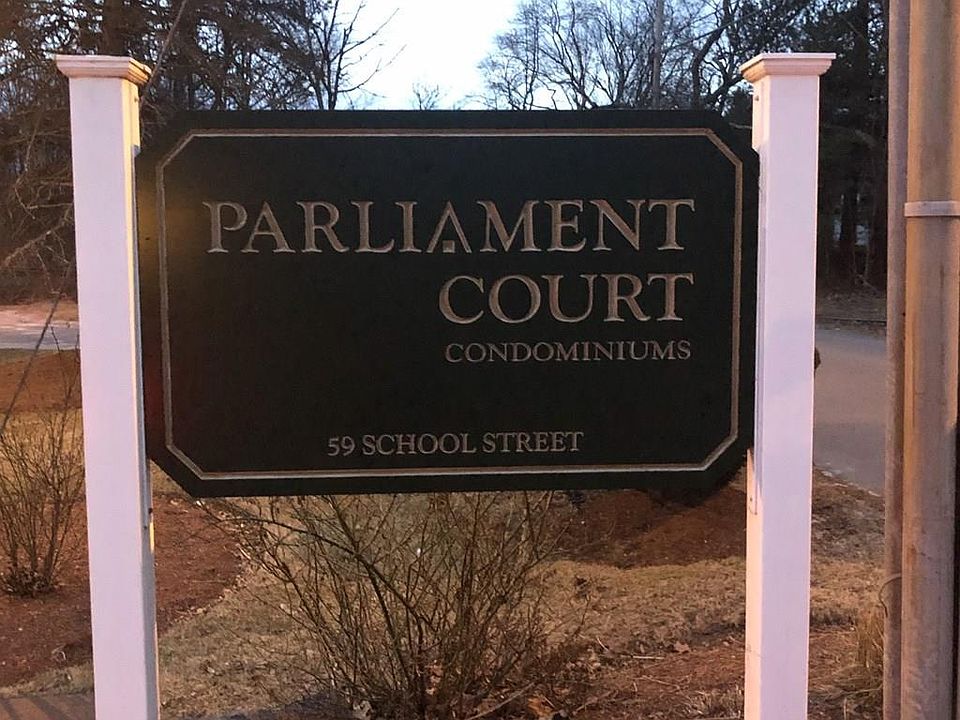 PARLIAMENT
COURT
CONDOMINIUMS
59 SCHOOL STREET